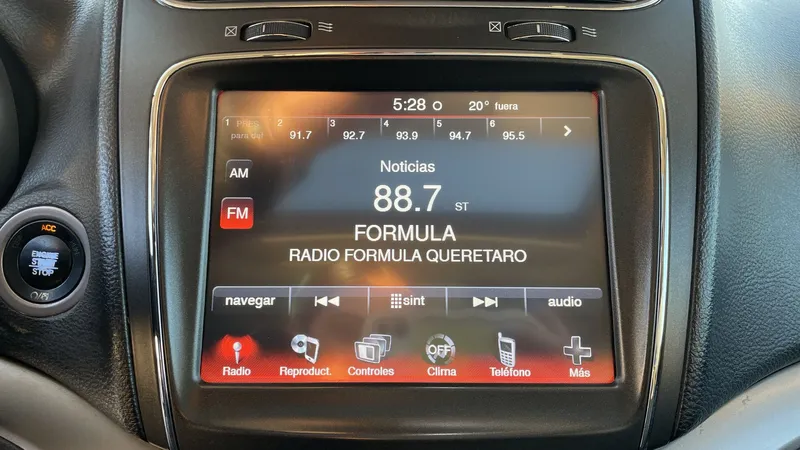 5:28 20° fuera
1 2 3 4 5 6
91.7 92.7 93.9 94.7 95.5
AM
Noticias
88.7 ST
FM
FORMULA
RADIO FORMULA QUERETARO
navegar sint audio
OFF
Radio Reproduct. Controles Clima Teléfono Más
ACC
ENGINE
START
STOP